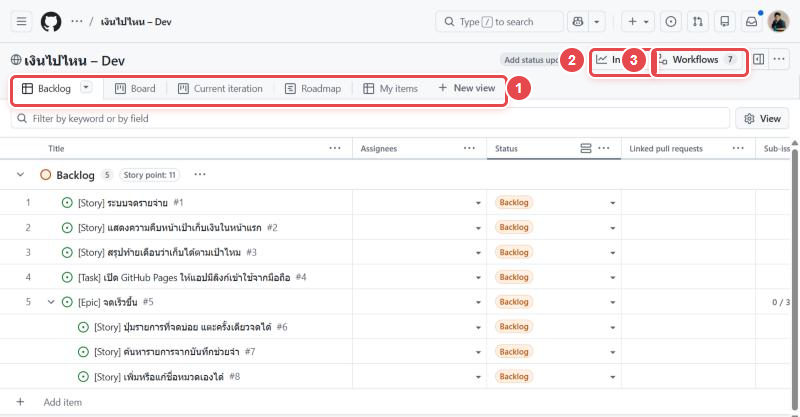 / เงินไปไหน – Dev
Type / to search
เงินไปไหน – Dev
Add status
2
In
3
Workflows 7
Backlog
Board
Current iteration
Roadmap
My items
+ New view
1
Filter by keyword or by field
View
Title
Assignees
Status
Linked pull requests
Backlog 5 Story point: 11
1 [Story] ระบบจดรายจ่าย #1 Backlog
2 [Story] แสดงความคืบหน้าเป้าเก็บเงินในหน้าแรก #2 Backlog
3 [Story] สรุปท้ายเดือนว่าเก็บได้ตามเป้าไหม #3 Backlog
4 [Task] เปิด GitHub Pages ให้แอปมีลิงก์เข้าใช้จากมือถือ #4 Backlog
5 [Epic] จดเร็วขึ้น #5 Backlog 0 / 3
[Story] ปุ่มรายการที่จดบ่อย แตะครั้งเดียวจดได้ #6 Backlog
[Story] ค้นหารายการจากบันทึกช่วยจำ #7 Backlog
[Story] เพิ่มหรือแก้ชื่อหมวดเองได้ #8 Backlog
+ Add item